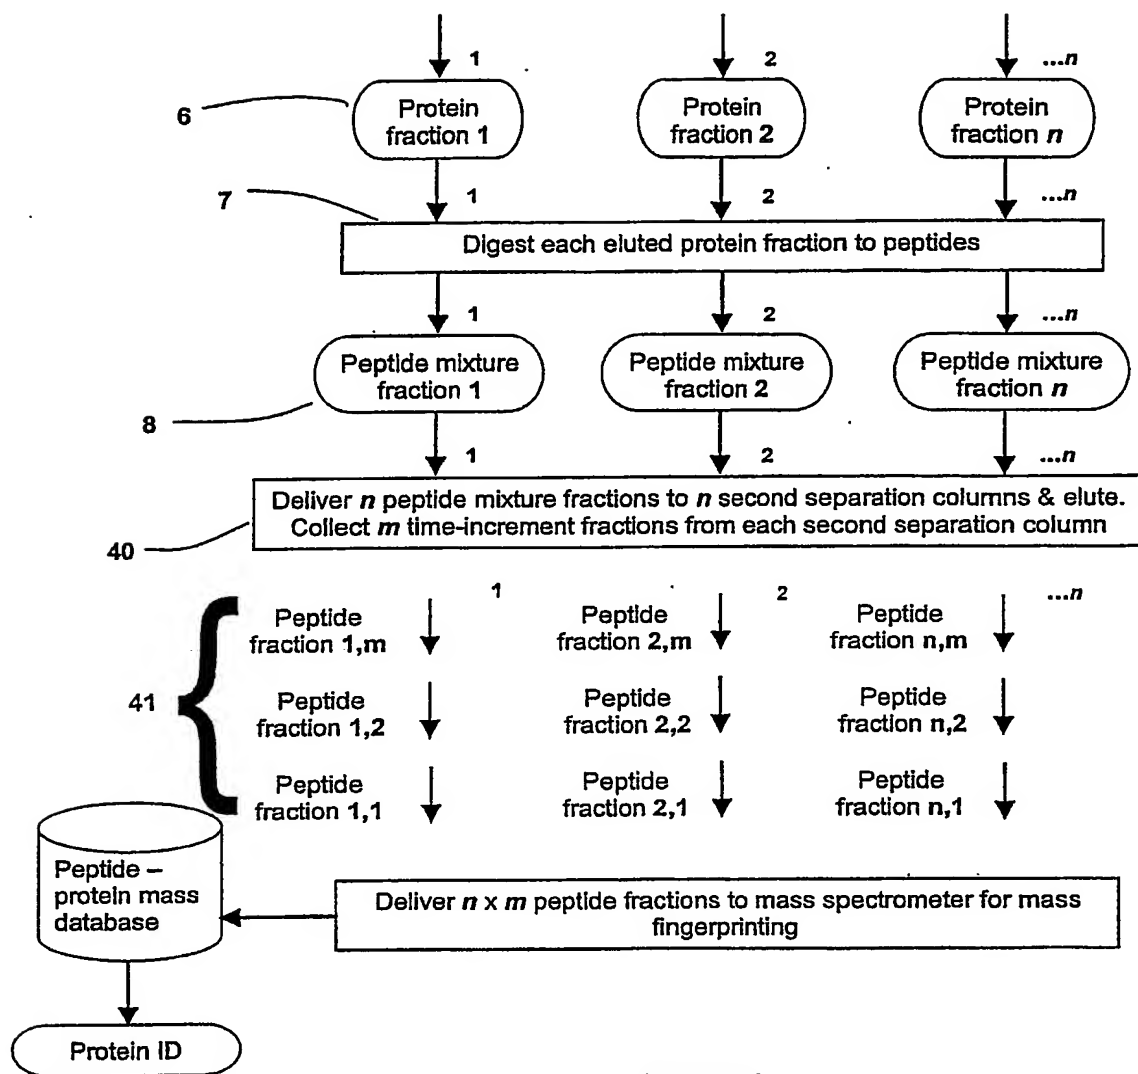 1 2 ...n
6
Protein
fraction 1
Protein
fraction 2
Protein
fraction n
7
1 2 ...n
Digest each eluted protein fraction to peptides
1 2 ...n
Peptide mixture
fraction 1
Peptide mixture
fraction 2
Peptide mixture
fraction n
8
1 2 ...n
Deliver n peptide mixture fractions to n second separation columns & elute.
Collect m time-increment fractions from each second separation column
40
1 2 ...n
Peptide
fraction 1,m
Peptide
fraction 2,m
Peptide
fraction n,m
41
Peptide
fraction 1,2
Peptide
fraction 2,2
Peptide
fraction n,2
Peptide
fraction 1,1
Peptide
fraction 2,1
Peptide
fraction n,1
Peptide –
protein mass
database
Deliver n x m peptide fractions to mass spectrometer for mass
fingerprinting
Protein ID